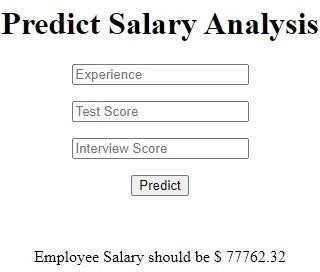 Predict Salary Analysis
Experience
Test Score
Interview Score
Predict
Employee Salary should be $ 77762.32